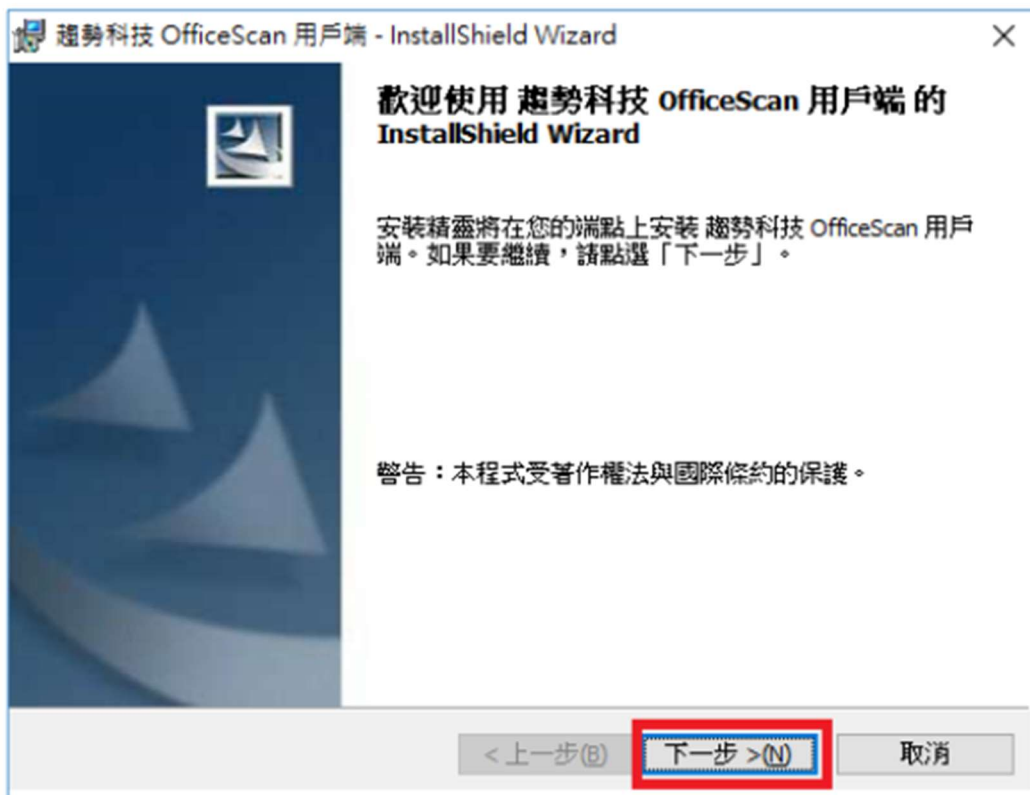 趨勢科技 OfficeScan 用戶端 - InstallShield Wizard
歡迎使用 趨勢科技 OfficeScan 用戶端 的
InstallShield Wizard
安裝精靈將在您的端點上安裝 趨勢科技 OfficeScan 用戶
端。如果要繼續，請點選「下一步」。
警告：本程式受著作權法與國際條約的保護。
< 上一步(B)
下一步 >(N)
取消